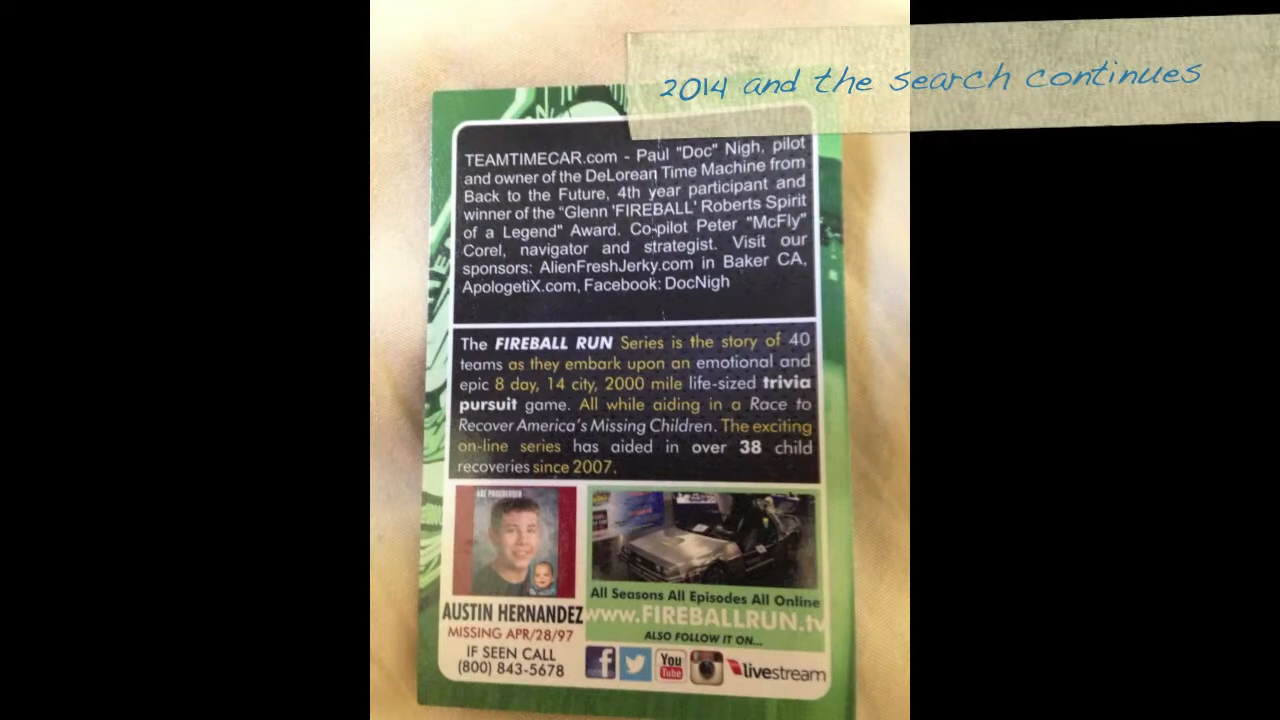 2014 and the search continues
TEAMTIMECAR.com - Paul "Doc" Nigh, pilot
and owner of the DeLorean Time Machine from
Back to the Future, 4th year participant and
winner of the "Glenn 'FIREBALL' Roberts Spirit
of a Legend" Award. Co-pilot Peter "McFly"
Corel, navigator and strategist. Visit our
sponsors: AlienFreshJerky.com in Baker CA,
ApologetiX.com, Facebook: DocNigh
The FIREBALL RUN Series is the story of 40
teams as they embark upon an emotional and
epic 8 day, 14 city, 2000 mile life-sized trivia
pursuit game. All while aiding in a Race to
Recover America's Missing Children. The exciting
on-line series has aided in over 38 child
recoveries since 2007.
AGE PROGRESSED
AUSTIN HERNANDEZ
MISSING APR/28/97
IF SEEN CALL
(800) 843-5678
All Seasons All Episodes All Online
www.FIREBALLRUN.tv
ALSO FOLLOW IT ON...
You
Tube
livestream